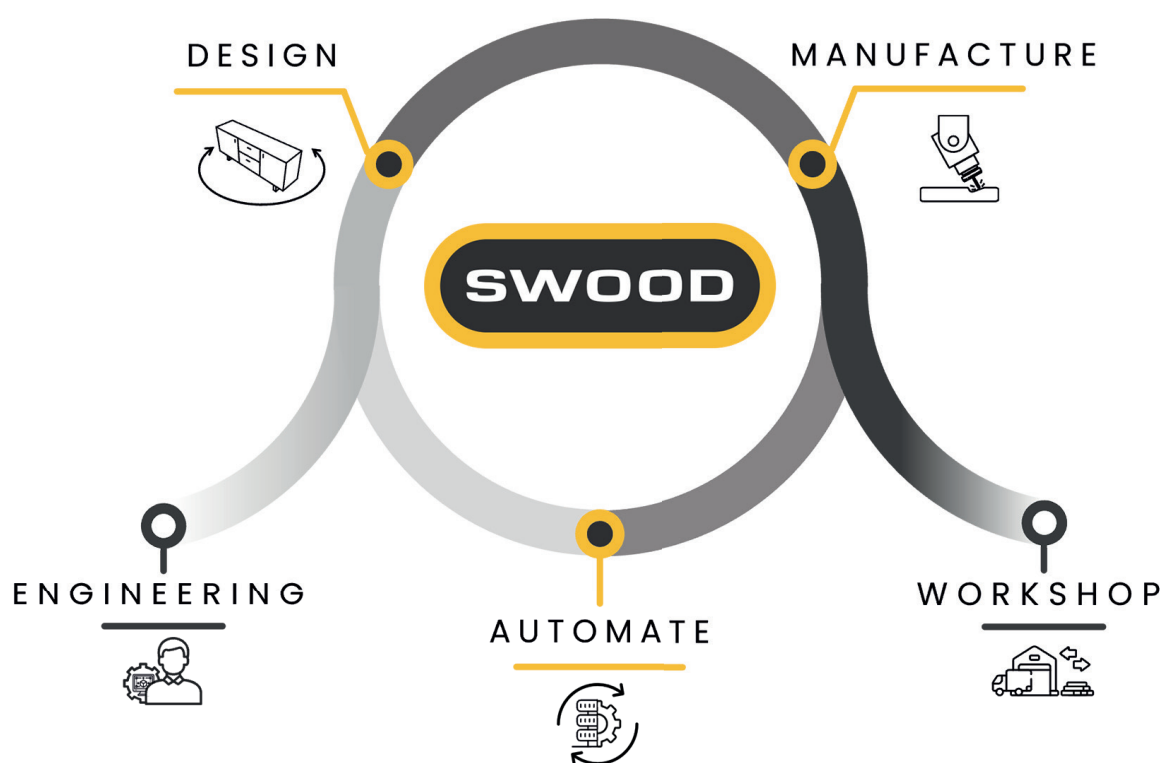 DESIGN
MANUFACTURE
SWOOD
ENGINEERING
AUTOMATE
WORKSHOP